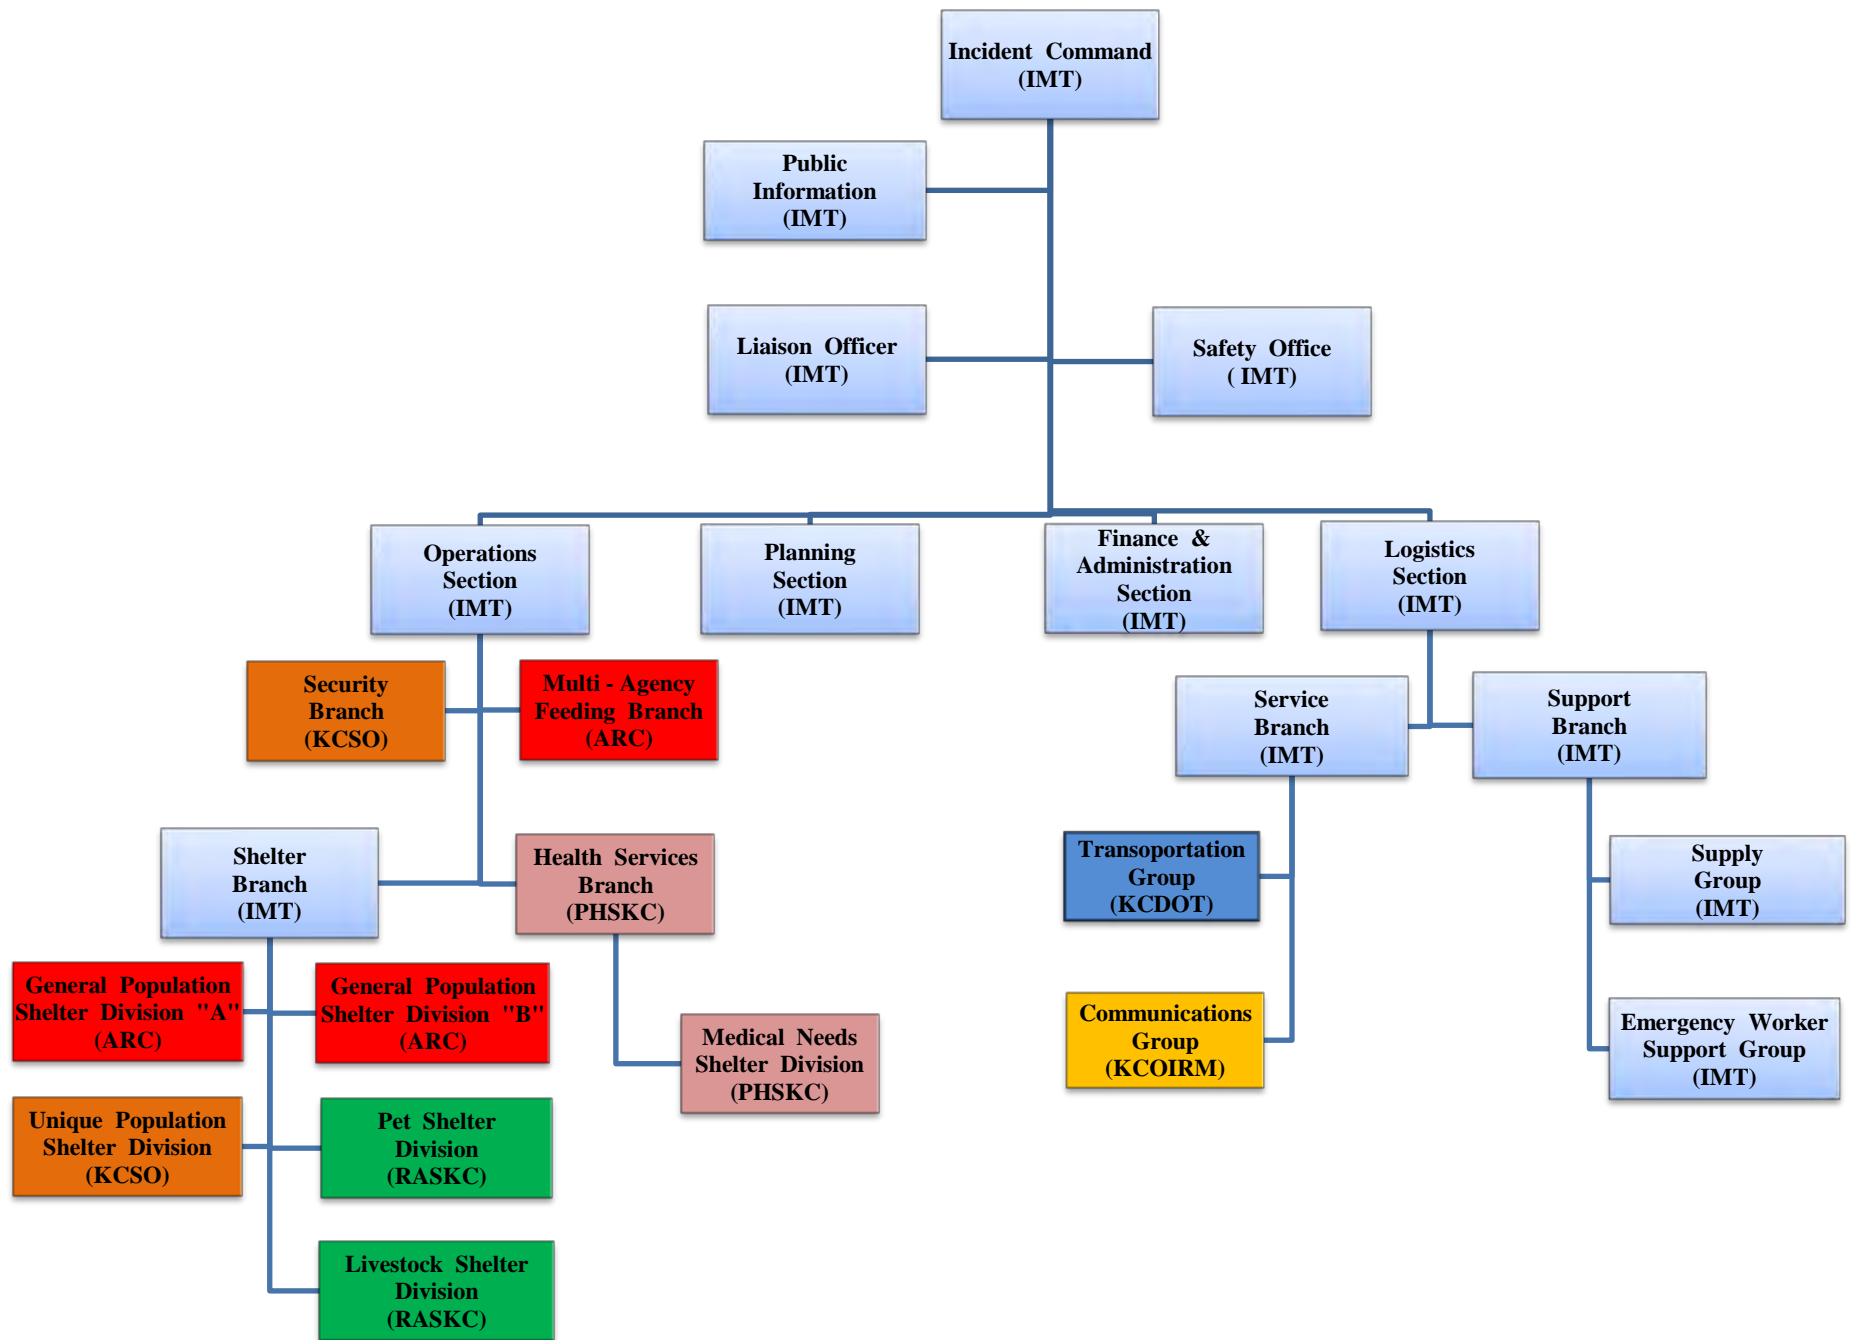 Incident Command
(IMT)
Public
Information
(IMT)
Liaison Officer
(IMT)
Safety Office
( IMT)
Operations
Section
(IMT)
Planning
Section
(IMT)
Finance &
Administration
Section
(IMT)
Logistics
Section
(IMT)
Security
Branch
(KCSO)
Multi - Agency
Feeding Branch
(ARC)
Service
Branch
(IMT)
Support
Branch
(IMT)
Shelter
Branch
(IMT)
Health Services
Branch
(PHSKC)
Transoportation
Group
(KCDOT)
Supply
Group
(IMT)
General Population
Shelter Division "A"
(ARC)
General Population
Shelter Division "B"
(ARC)
Medical Needs
Shelter Division
(PHSKC)
Communications
Group
(KCOIRM)
Emergency Worker
Support Group
(IMT)
Unique Population
Shelter Division
(KCSO)
Pet Shelter
Division
(RASKC)
Livestock Shelter
Division
(RASKC)